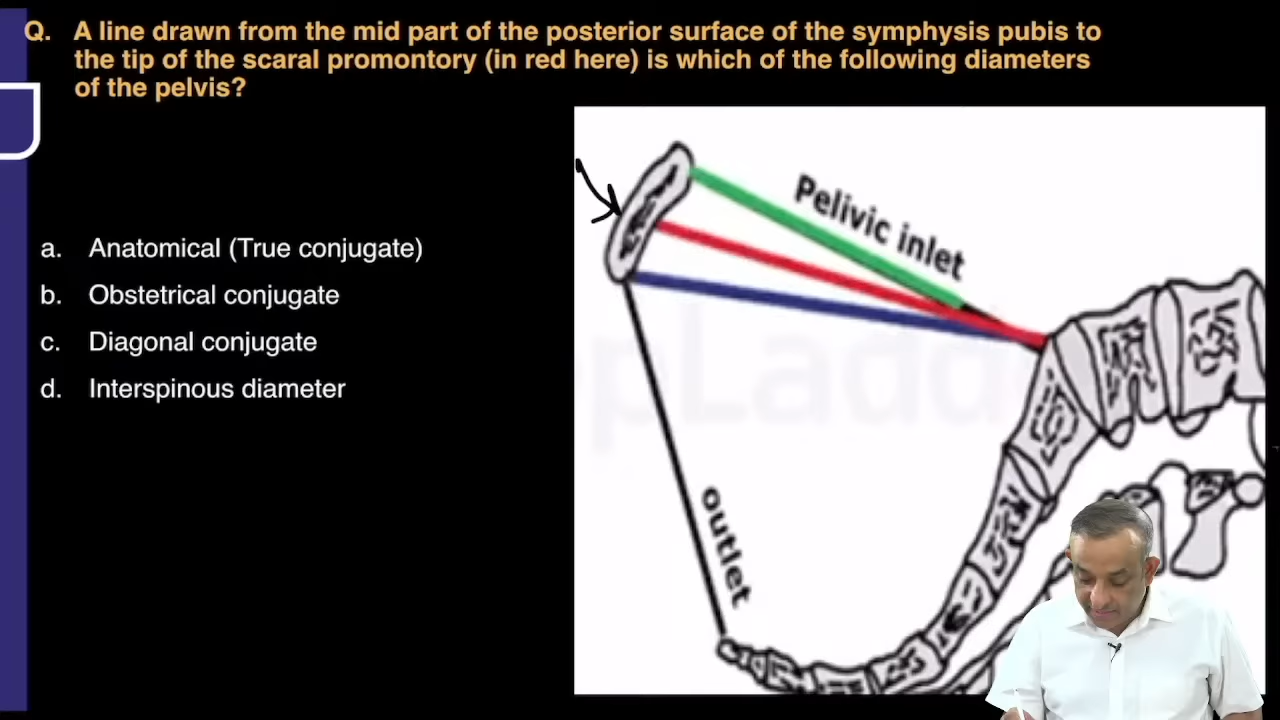 Q. A line drawn from the mid part of the posterior surface of the symphysis pubis to
the tip of the scaral promontory (in red here) is which of the following diameters
of the pelvis?
Pelivic inlet
a. Anatomical (True conjugate)
b. Obstetrical conjugate
c. Diagonal conjugate
d. Interspinous diameter
outlet